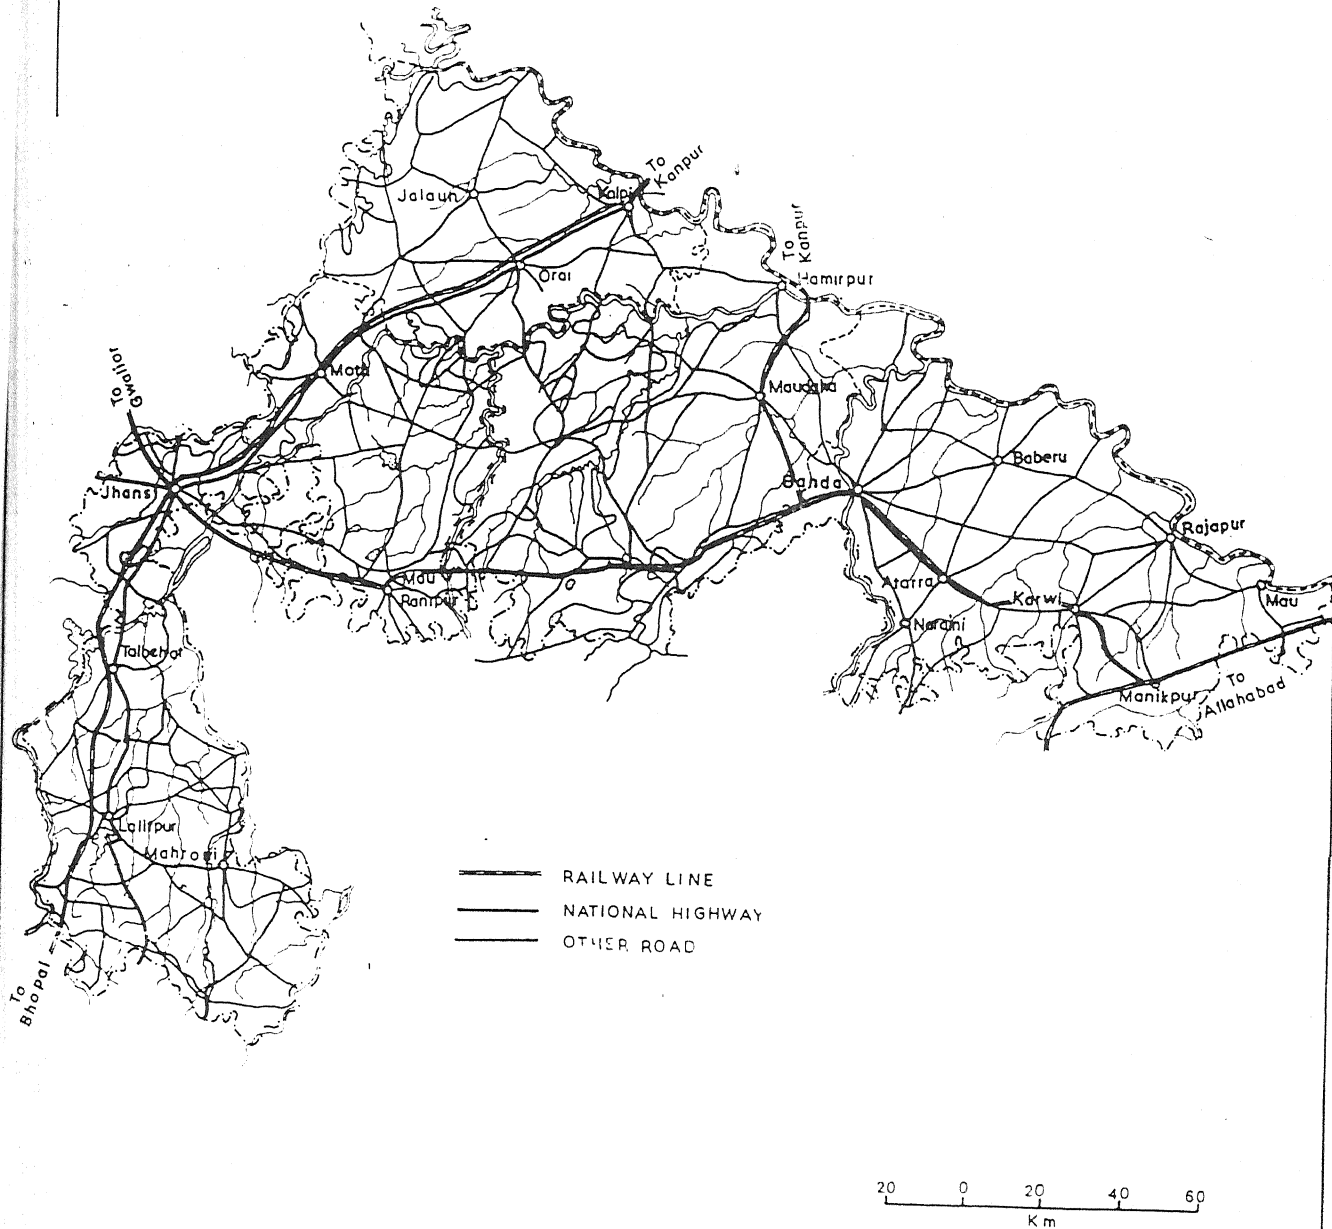 To
Kanpur
Jalaun
Kalpi
To
Kanpur
Orai
Hamirpur
To
Gwalior
Moth
Maudaha
Baberu
Jhans
Banda
Rajapur
Mau
Ranipur
Atarra
Karwi
Mau
Naraini
Talbehat
Manikpur
To
Allahabad
Lalitpur
Mahroni
RAILWAY LINE
NATIONAL HIGHWAY
OTHER ROAD
To
Bhopal
20 0 20 40 60
Km